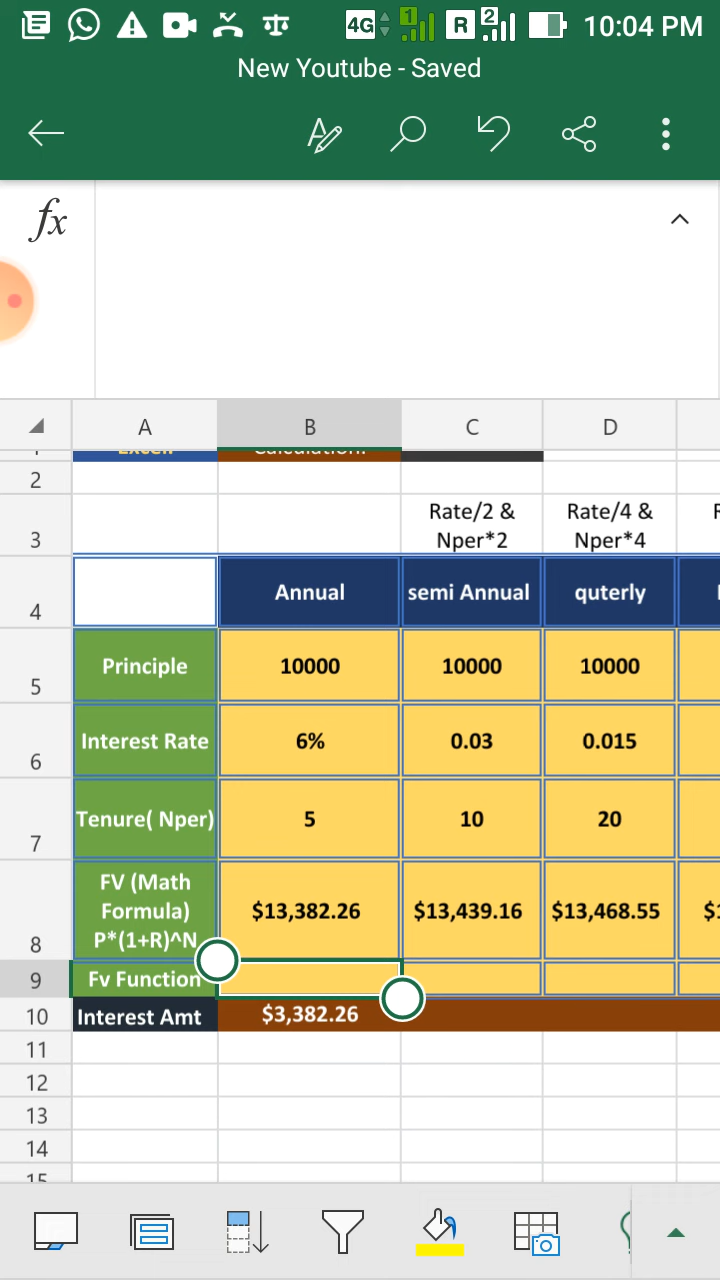 4G 1 R 2 10:04 PM
New Youtube - Saved
fx
A B C D
2
3 Rate/2 & Nper*2 Rate/4 & Nper*4
4 Annual semi Annual quterly
5 Principle 10000 10000 10000
6 Interest Rate 6% 0.03 0.015
7 Tenure( Nper) 5 10 20
8 FV (Math Formula) P*(1+R)^N $13,382.26 $13,439.16 $13,468.55
9 Fv Function
10 Interest Amt $3,382.26
11
12
13
14
15